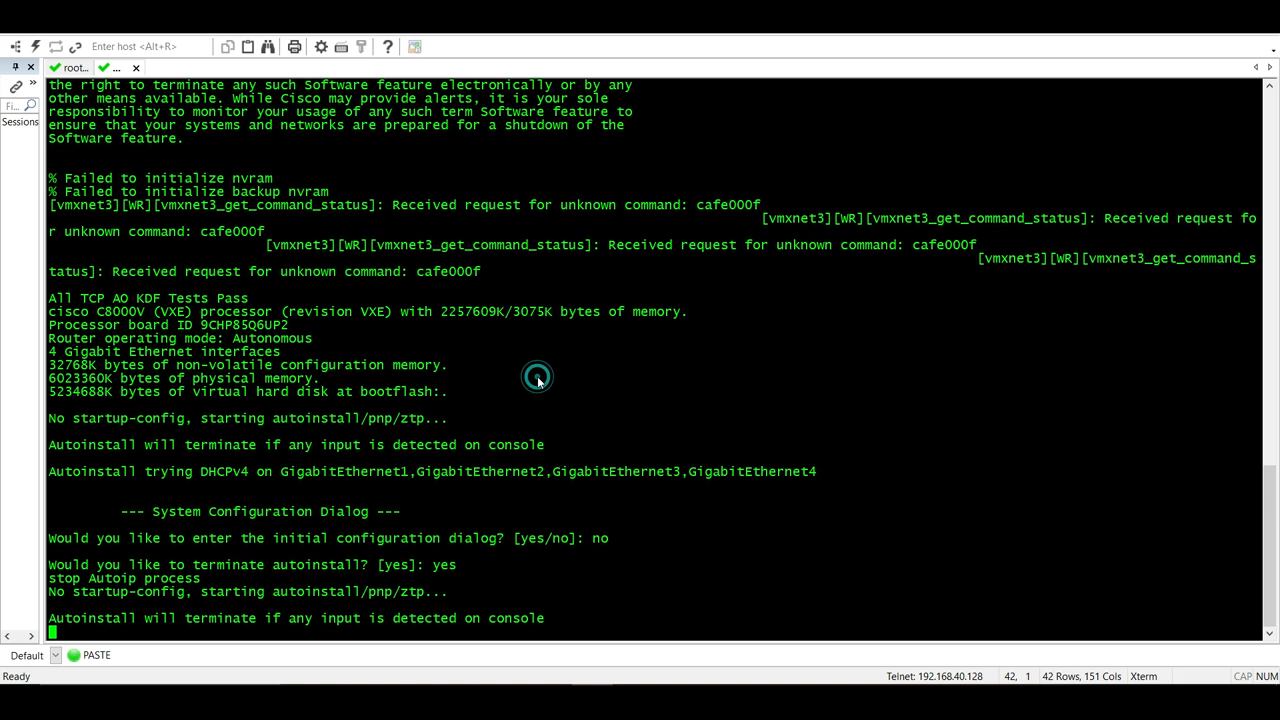 Enter host <Alt+R>
root...
...
the right to terminate any such Software feature electronically or by any
other means available. While Cisco may provide alerts, it is your sole
responsibility to monitor your usage of any such term Software feature to
ensure that your systems and networks are prepared for a shutdown of the
Software feature.
% Failed to initialize nvram
% Failed to initialize backup nvram
[vmxnet3][WR][vmxnet3_get_command_status]: Received request for unknown command: cafe000f
[vmxnet3][WR][vmxnet3_get_command_status]: Received request fo
r unknown command: cafe000f
[vmxnet3][WR][vmxnet3_get_command_status]: Received request for unknown command: cafe000f
[vmxnet3][WR][vmxnet3_get_command_s
tatus]: Received request for unknown command: cafe000f
All TCP AO KDF Tests Pass
cisco C8000V (VXE) processor (revision VXE) with 2257609K/3075K bytes of memory.
Processor board ID 9CHP85Q6UP2
Router operating mode: Autonomous
4 Gigabit Ethernet interfaces
32768K bytes of non-volatile configuration memory.
6023360K bytes of physical memory.
5234688K bytes of virtual hard disk at bootflash:.
No startup-config, starting autoinstall/pnp/ztp...
Autoinstall will terminate if any input is detected on console
Autoinstall trying DHCPv4 on GigabitEthernet1,GigabitEthernet2,GigabitEthernet3,GigabitEthernet4
--- System Configuration Dialog ---
Would you like to enter the initial configuration dialog? [yes/no]: no
Would you like to terminate autoinstall? [yes]: yes
stop Autoip process
No startup-config, starting autoinstall/pnp/ztp...
Autoinstall will terminate if any input is detected on console
Fi...
Sessions
Default
PASTE
Ready
Telnet: 192.168.40.128
42, 1
42 Rows, 151 Cols
Xterm
CAP
NUM